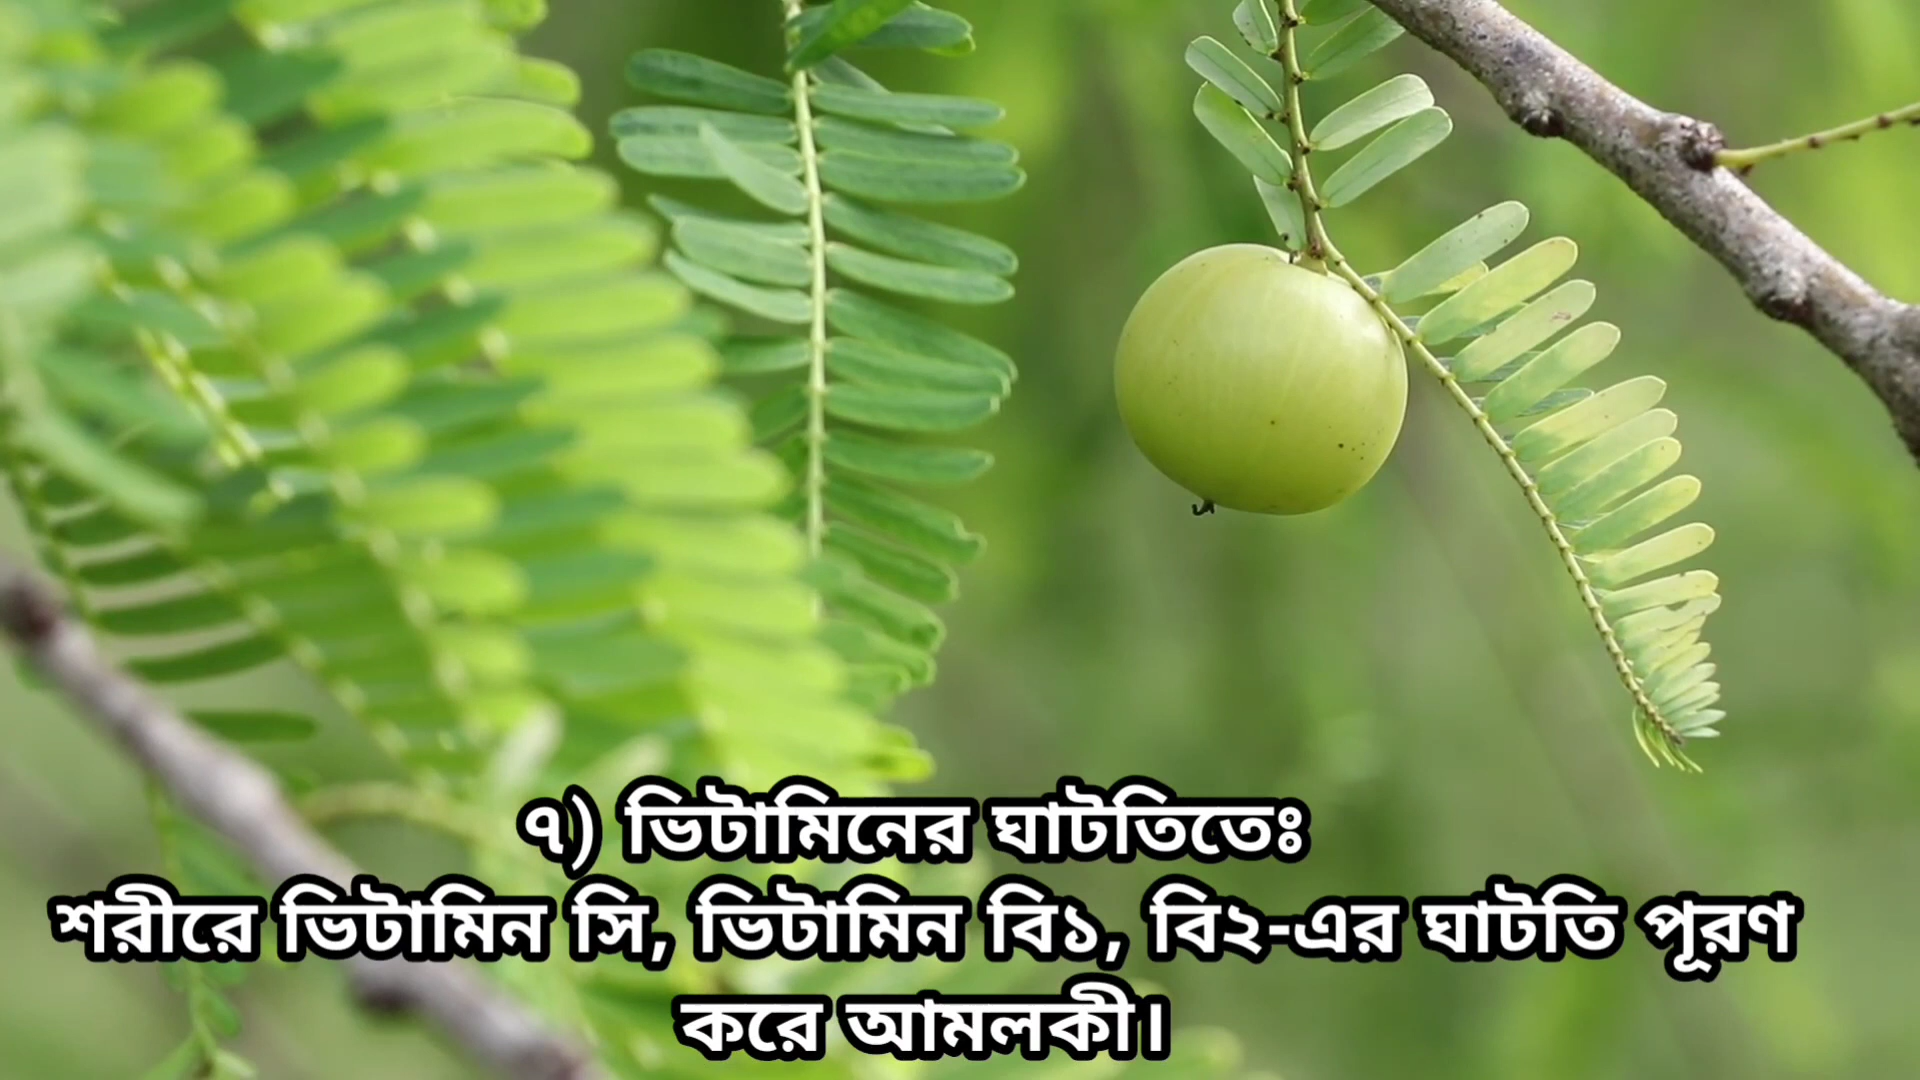 ৭) ভিটামিনের ঘাটতিতেঃ
শরীরে ভিটামিন সি, ভিটামিন বি১, বি২-এর ঘাটতি পূরণ
করে আমলকী।